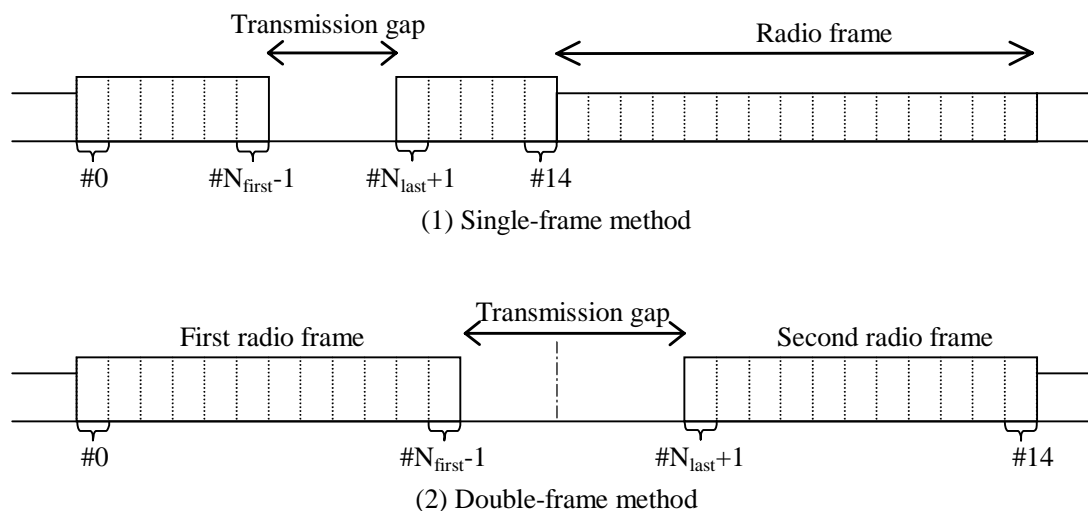 Transmission gap
Radio frame
#0 #N_first-1 #N_last+1 #14
(1) Single-frame method
Transmission gap
First radio frame Second radio frame
#0 #N_first-1 #N_last+1 #14
(2) Double-frame method